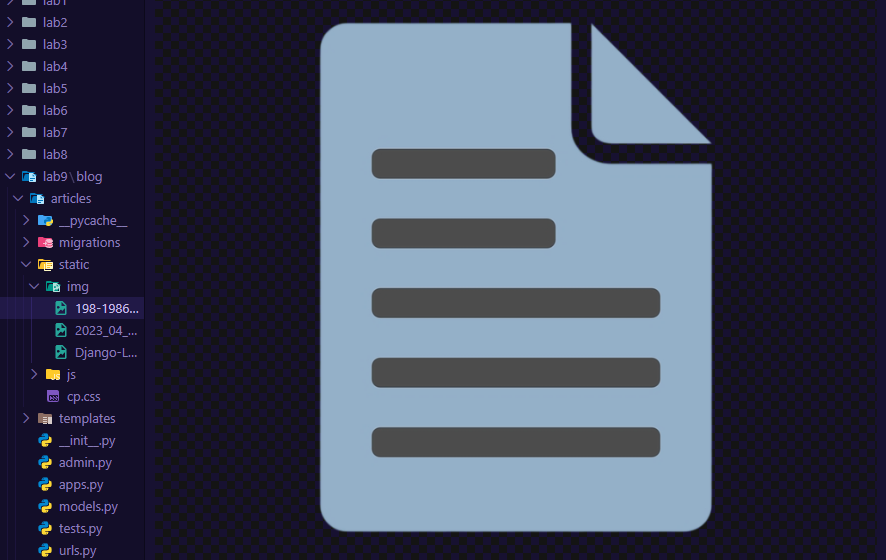 lab1
lab2
lab3
lab4
lab5
lab6
lab7
lab8
lab9\blog
articles
__pycache__
migrations
static
img
198-1986...
2023_04_...
Django-L...
js
cp.css
templates
__init__.py
admin.py
apps.py
models.py
tests.py
urls.py